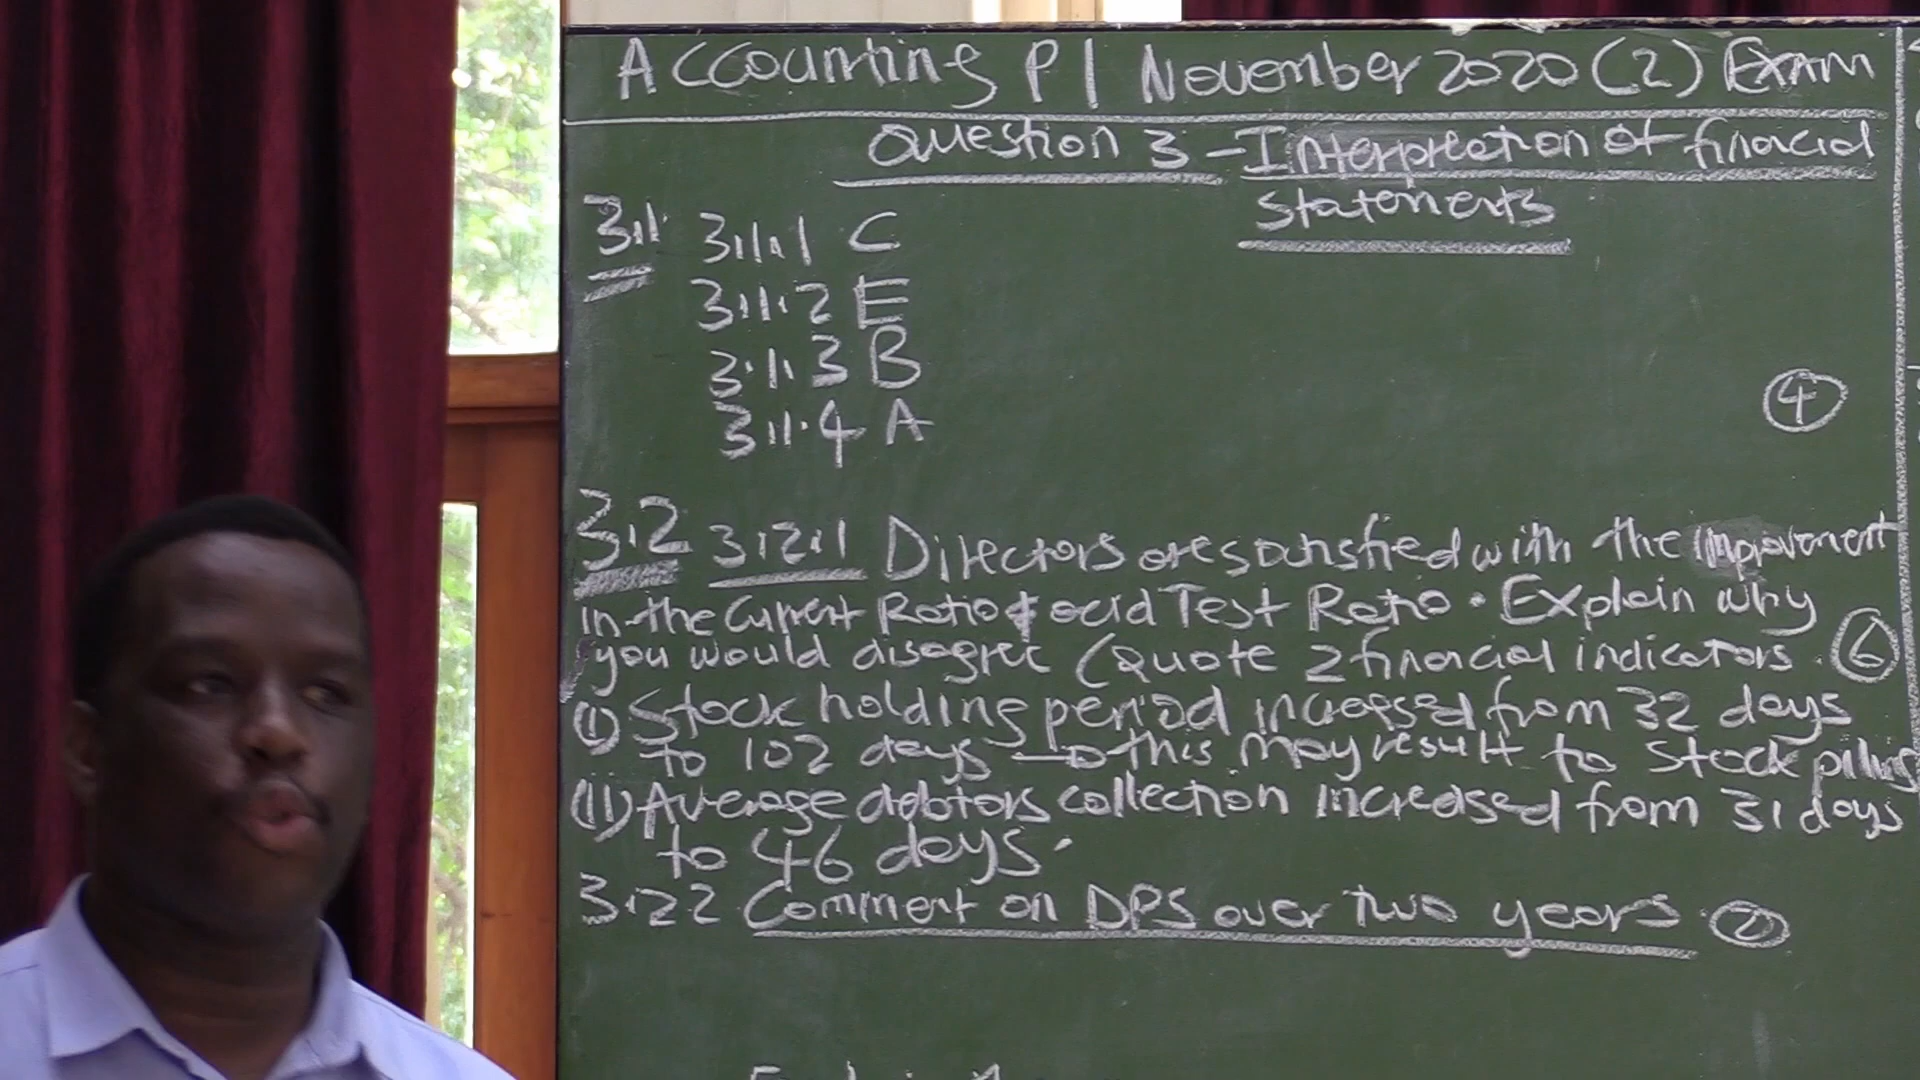 Accounting P1 November 2020 (2) Exam
Question 3 - Interpretation of financial
statements
3.1 3.1.1 C
3.1.2 E
3.1.3 B
3.1.4 A
4
3.2 3.2.1 Directors are satisfied with the improvement
in the Current Ratio & acid Test Ratio. Explain why
you would disagree (Quote 2 financial indicators. 6
(i) Stock holding period increased from 32 days
to 102 days → this may result to stock piling
(ii) Average debtors collection increased from 31 days
to 46 days.
3.2.2 Comment on DPS over two years. 2